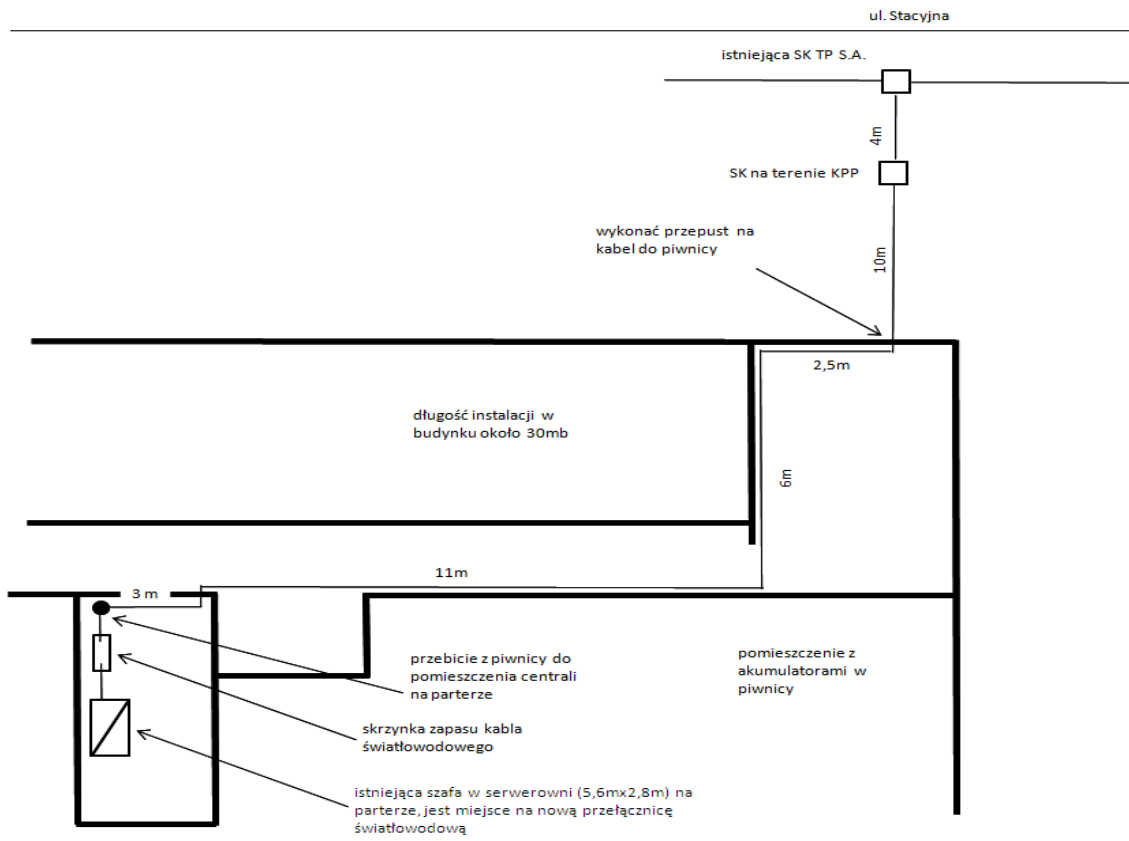 ul. Stacyjna
istniejąca SK TP S.A.
4m
SK na terenie KPP
wykonać przepust na
kabel do piwnicy
10m
2,5m
długość instalacji w
budynku około 30mb
6m
11m
3 m
przebicie z piwnicy do
pomieszczenia centrali
na parterze
pomieszczenie z
akumulatorami w
piwnicy
skrzynka zapasu kabla
światłowodowego
istniejąca szafa w serwerowni (5,6mx2,8m) na
parterze, jest miejsce na nową przełącznicę
światłowodową